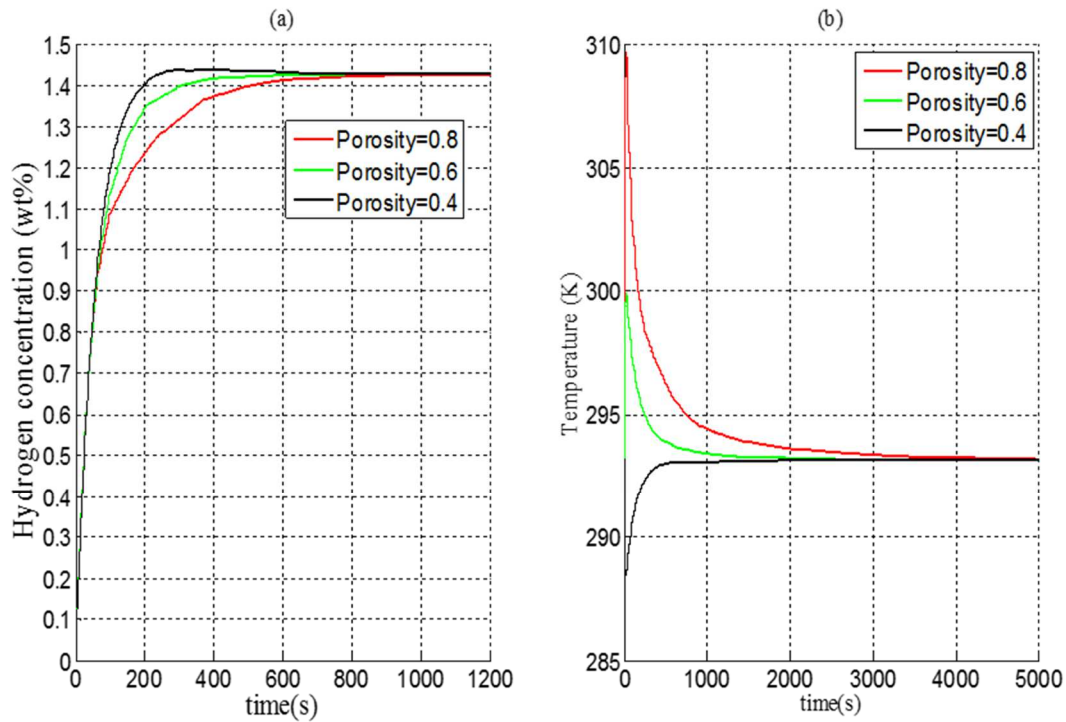 (a)
Hydrogen concentration (wt%)
1.5
1.4
1.3
1.2
1.1
1
0.9
0.8
0.7
0.6
0.5
0.4
0.3
0.2
0.1
0
0 200 400 600 800 1000 1200
time(s)
Porosity=0.8
Porosity=0.6
Porosity=0.4
(b)
Temperature (K)
310
305
300
295
290
285
0 1000 2000 3000 4000 5000
time(s)
Porosity=0.8
Porosity=0.6
Porosity=0.4